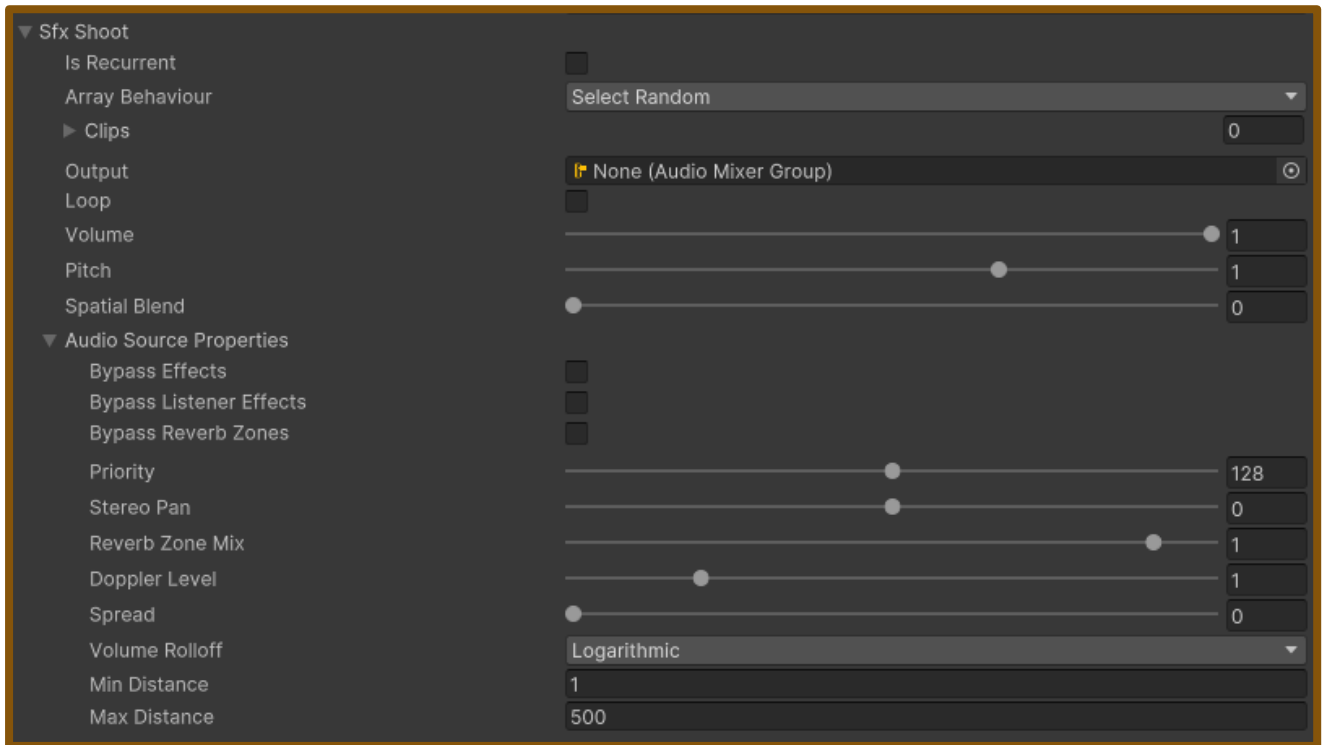 Sfx Shoot
Is Recurrent
Array Behaviour Select Random
Clips 0
Output None (Audio Mixer Group)
Loop
Volume 1
Pitch 1
Spatial Blend 0
Audio Source Properties
Bypass Effects
Bypass Listener Effects
Bypass Reverb Zones
Priority 128
Stereo Pan 0
Reverb Zone Mix 1
Doppler Level 1
Spread 0
Volume Rolloff Logarithmic
Min Distance 1
Max Distance 500